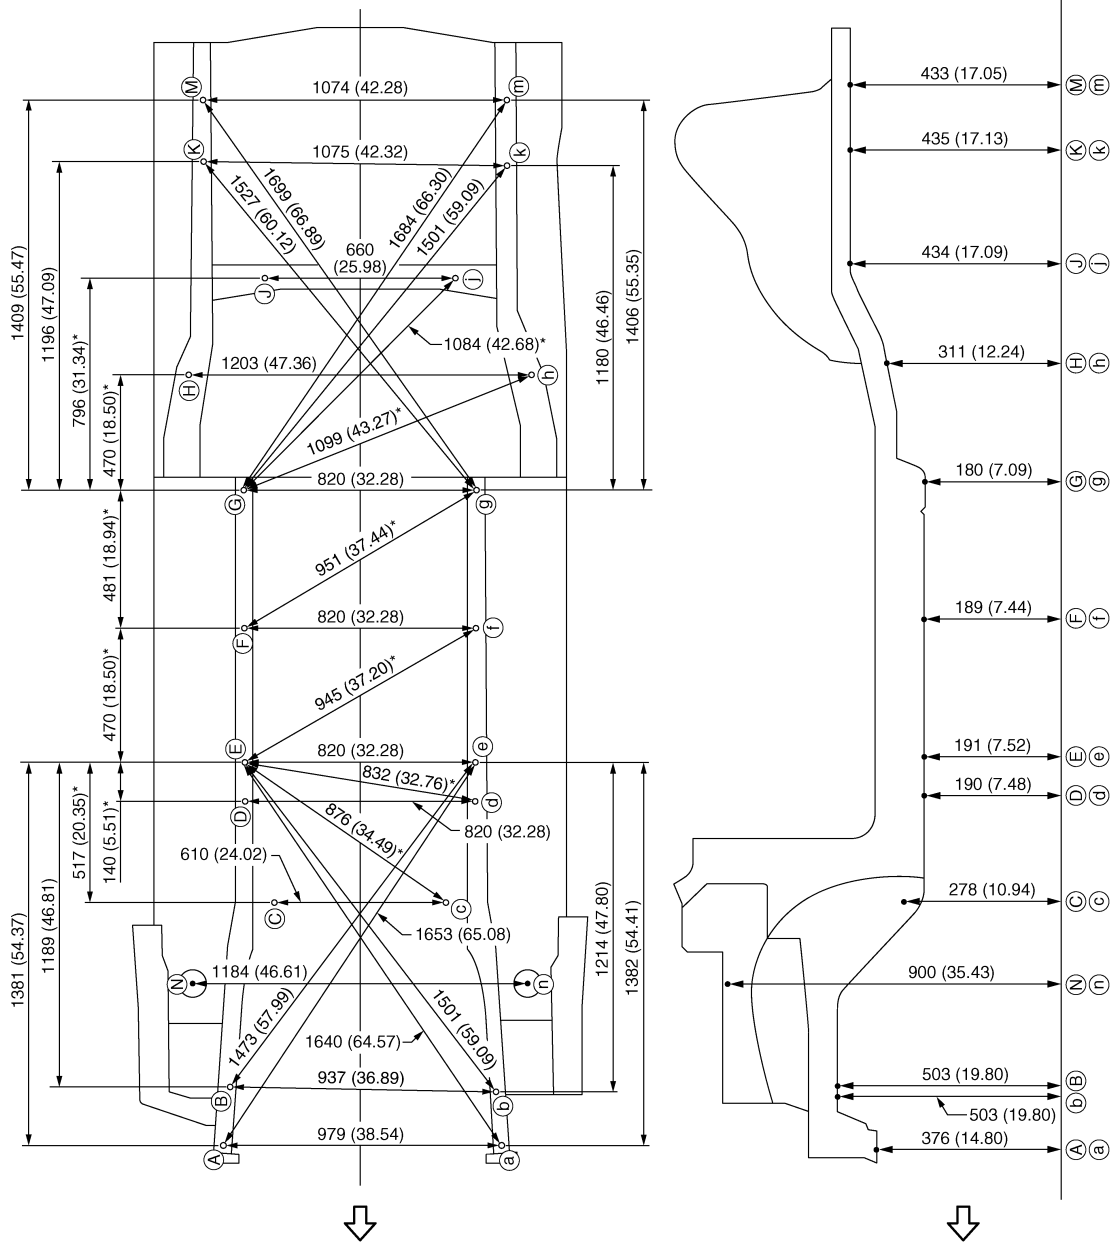 M
1074 (42.28)
m
K
1075 (42.32)
k
1699 (66.89)
1527 (60.12)
1684 (66.30)
1501 (59.09)
660
(25.98)
J
j
1084 (42.68)*
1203 (47.36)
H
h
1099 (43.27)*
820 (32.28)
G
g
951 (37.44)*
820 (32.28)
F
f
945 (37.20)*
E
820 (32.28)
e
832 (32.76)*
D
d
820 (32.28)
876 (34.49)*
610 (24.02)
C
c
1653 (65.08)
N
1184 (46.61)
n
1473 (57.99)
1501 (59.09)
1640 (64.57)
937 (36.89)
B
b
979 (38.54)
A
a
1409 (55.47)
1196 (47.09)
796 (31.34)*
470 (18.50)*
481 (18.94)*
470 (18.50)*
517 (20.35)*
140 (5.51)*
1189 (46.81)
1381 (54.37)
1180 (46.46)
1406 (55.35)
1214 (47.80)
1382 (54.41)
433 (17.05)
M m
435 (17.13)
K k
434 (17.09)
J j
311 (12.24)
H h
180 (7.09)
G g
189 (7.44)
F f
191 (7.52)
E e
190 (7.48)
D d
278 (10.94)
C c
900 (35.43)
N n
503 (19.80)
B
b
503 (19.80)
376 (14.80)
A a